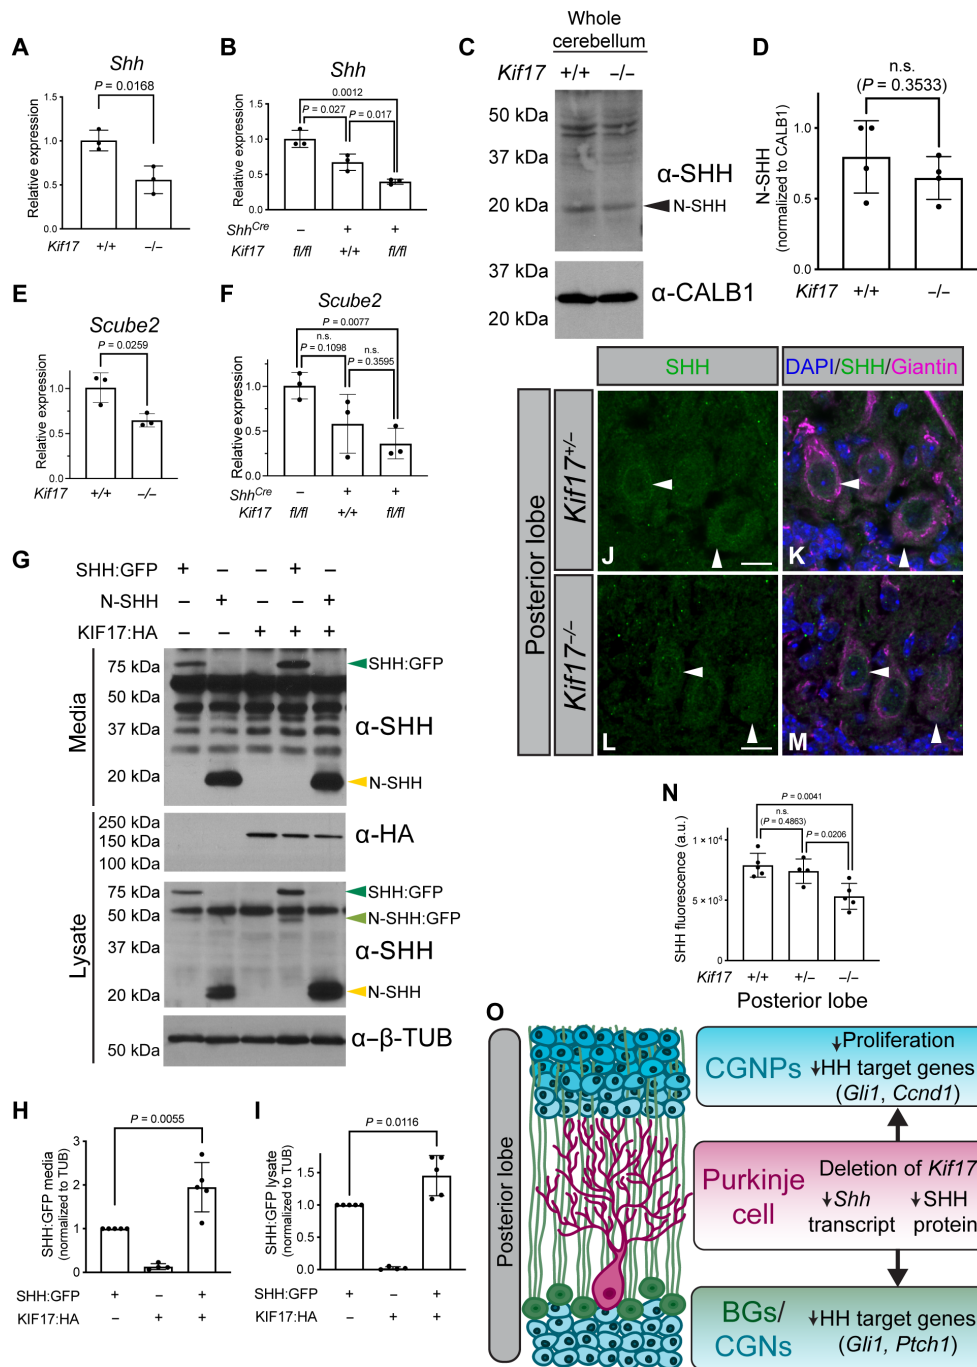 A
Shh
P = 0.0168
Relative expression
1.5
1.0
0.5
0.0
Kif17 +/+ –/–
B
Shh
0.0012
P = 0.027 P = 0.017
Relative expression
1.5
1.0
0.5
0.0
ShhCre – + +
Kif17 fl/fl +/+ fl/fl
C
Whole
cerebellum
Kif17 +/+ –/–
50 kDa
37 kDa
α-SHH
20 kDa
N-SHH
37 kDa
α-CALB1
20 kDa
D
n.s.
(P = 0.3533)
N-SHH
(normalized to CALB1)
1.0
0.5
0.0
Kif17 +/+ –/–
E
Scube2
P = 0.0259
Relative expression
1.5
1.0
0.5
0.0
Kif17 +/+ –/–
F
Scube2
P = 0.0077
n.s.
P = 0.1098
n.s.
P = 0.3595
Relative expression
1.5
1.0
0.5
0.0
ShhCre – + +
Kif17 fl/fl +/+ fl/fl
G
SHH:GFP + – – + –
N-SHH – + – – +
KIF17:HA – – + + +
Media
75 kDa
SHH:GFP
50 kDa
37 kDa
α-SHH
20 kDa
N-SHH
Lysate
250 kDa
150 kDa
100 kDa
α-HA
75 kDa
SHH:GFP
50 kDa
N-SHH:GFP
37 kDa
α-SHH
20 kDa
N-SHH
α–β-TUB
50 kDa
H
P = 0.0055
SHH:GFP media
(normalized to TUB)
3
2
1
0
SHH:GFP + – +
KIF17:HA – + +
I
P = 0.0116
SHH:GFP lysate
(normalized to TUB)
1.5
1.0
0.5
0.0
SHH:GFP + – +
KIF17:HA – + +
SHH
DAPI/SHH/Giantin
Posterior lobe
Kif17+/–
J
K
Kif17–/–
L
M
N
P = 0.0041
n.s.
(P = 0.4863)
P = 0.0206
SHH fluorescence (a.u.)
1 × 10⁴
5 × 10³
0
Kif17 +/+ +/– –/–
Posterior lobe
O
Posterior lobe
CGNPs
↓Proliferation
↓HH target genes
(Gli1, Ccnd1)
Purkinje
cell
Deletion of Kif17
↓Shh
transcript
↓SHH
protein
BGs/
CGNs
↓HH target genes
(Gli1, Ptch1)